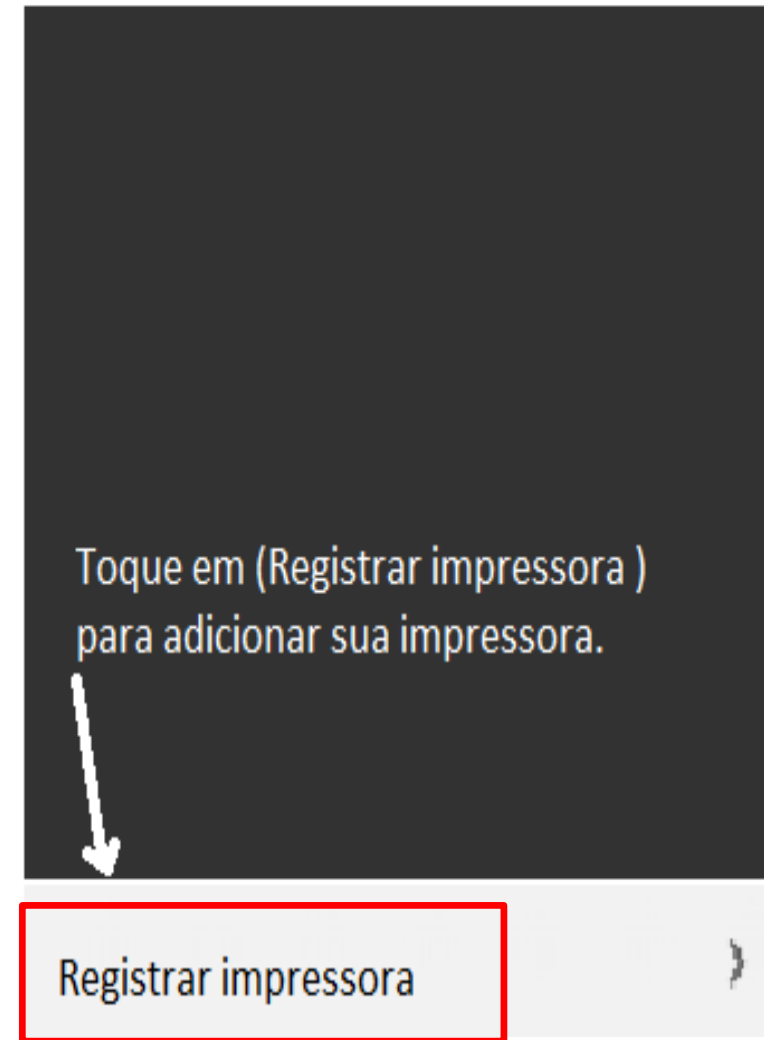 Toque em (Registrar impressora )
para adicionar sua impressora.
Registrar impressora